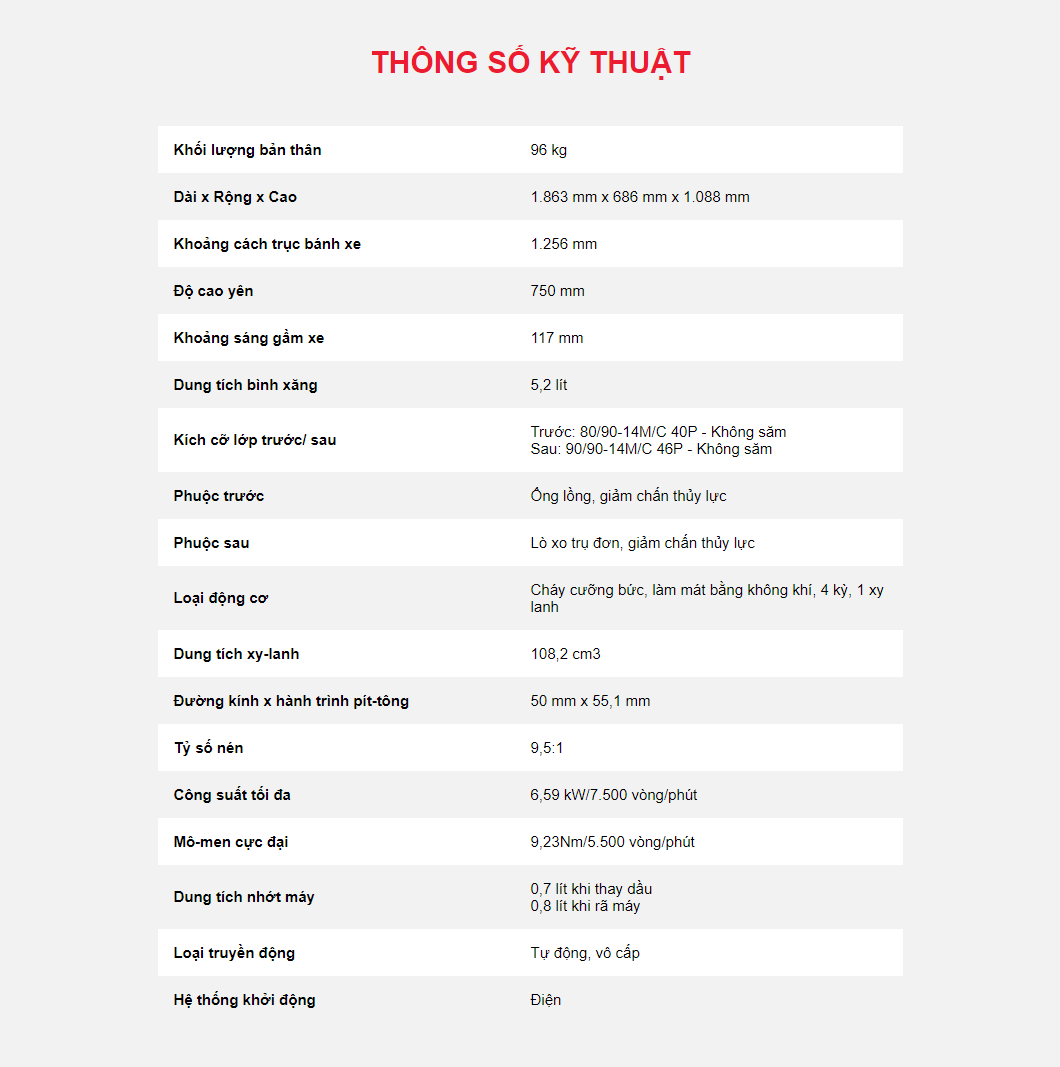 THÔNG SỐ KỸ THUẬT
Khối lượng bản thân
96 kg
Dài x Rộng x Cao
1.863 mm x 686 mm x 1.088 mm
Khoảng cách trục bánh xe
1.256 mm
Độ cao yên
750 mm
Khoảng sáng gầm xe
117 mm
Dung tích bình xăng
5,2 lít
Kích cỡ lớp trước/ sau
Trước: 80/90-14M/C 40P - Không săm
Sau: 90/90-14M/C 46P - Không săm
Phuộc trước
Ống lồng, giảm chấn thủy lực
Phuộc sau
Lò xo trụ đơn, giảm chấn thủy lực
Loại động cơ
Cháy cưỡng bức, làm mát bằng không khí, 4 kỳ, 1 xy
lanh
Dung tích xy-lanh
108,2 cm3
Đường kính x hành trình pít-tông
50 mm x 55,1 mm
Tỷ số nén
9,5:1
Công suất tối đa
6,59 kW/7.500 vòng/phút
Mô-men cực đại
9,23Nm/5.500 vòng/phút
Dung tích nhớt máy
0,7 lít khi thay dầu
0,8 lít khi rã máy
Loại truyền động
Tự động, vô cấp
Hệ thống khởi động
Điện